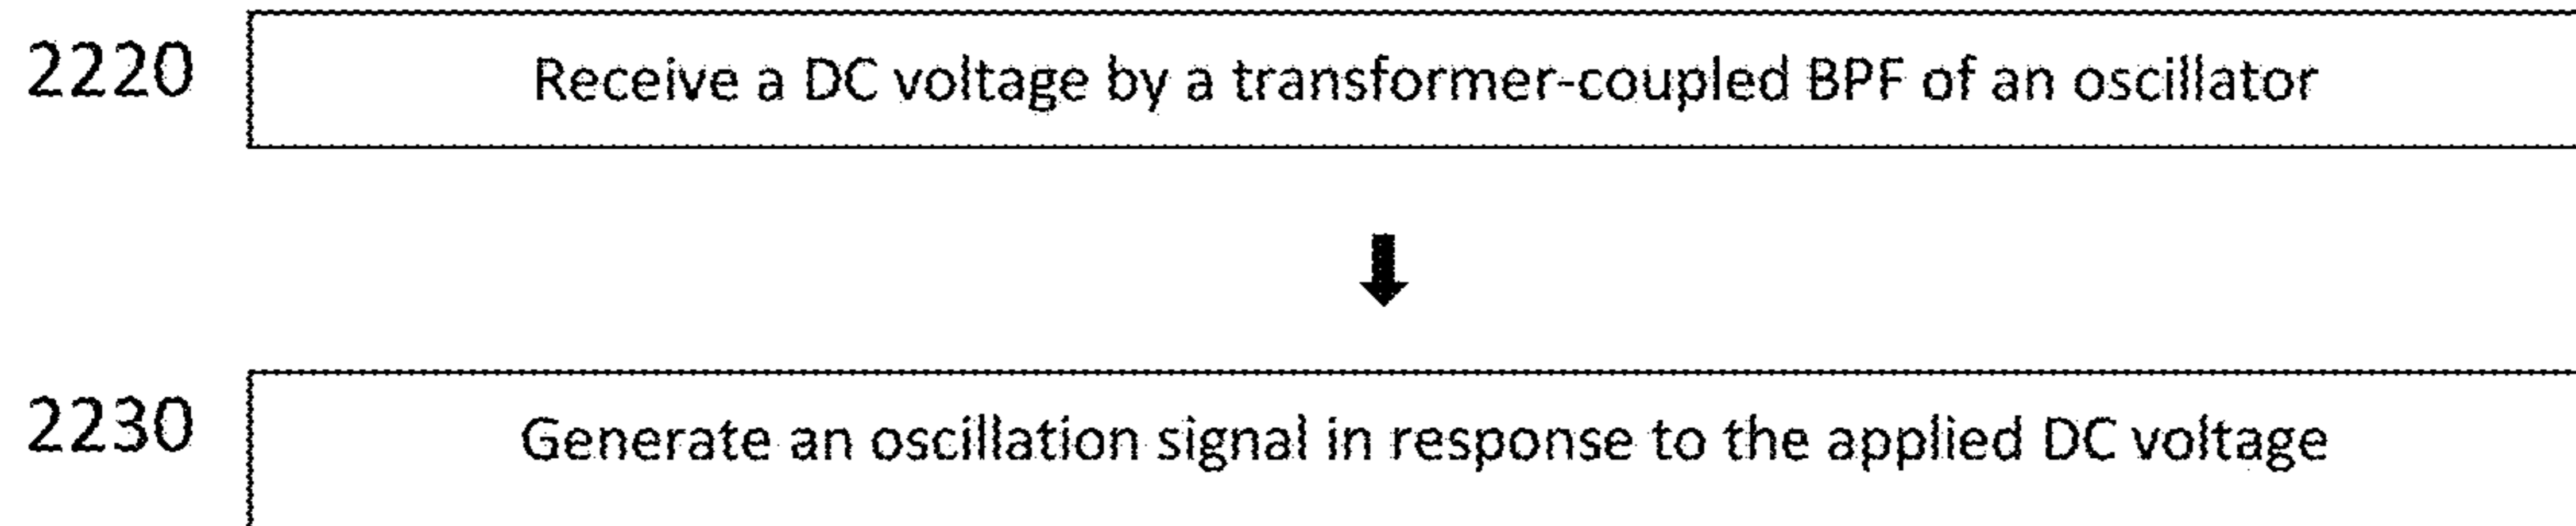 2220
Receive a DC voltage by a transformer-coupled BPF of an oscillator
2230
Generate an oscillation signal in response to the applied DC voltage